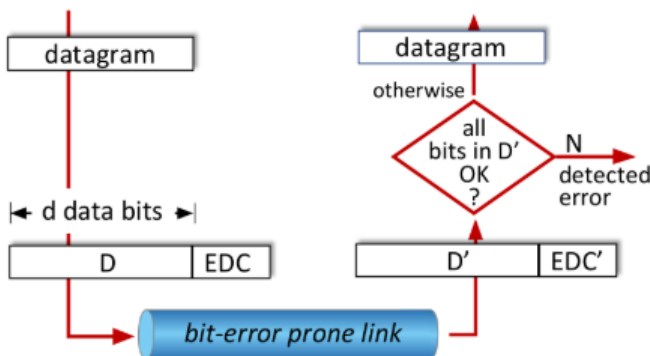 datagram
d data bits
D
EDC
bit-error prone link
datagram
otherwise
all
bits in D'
OK
?
N
detected
error
D'
EDC'